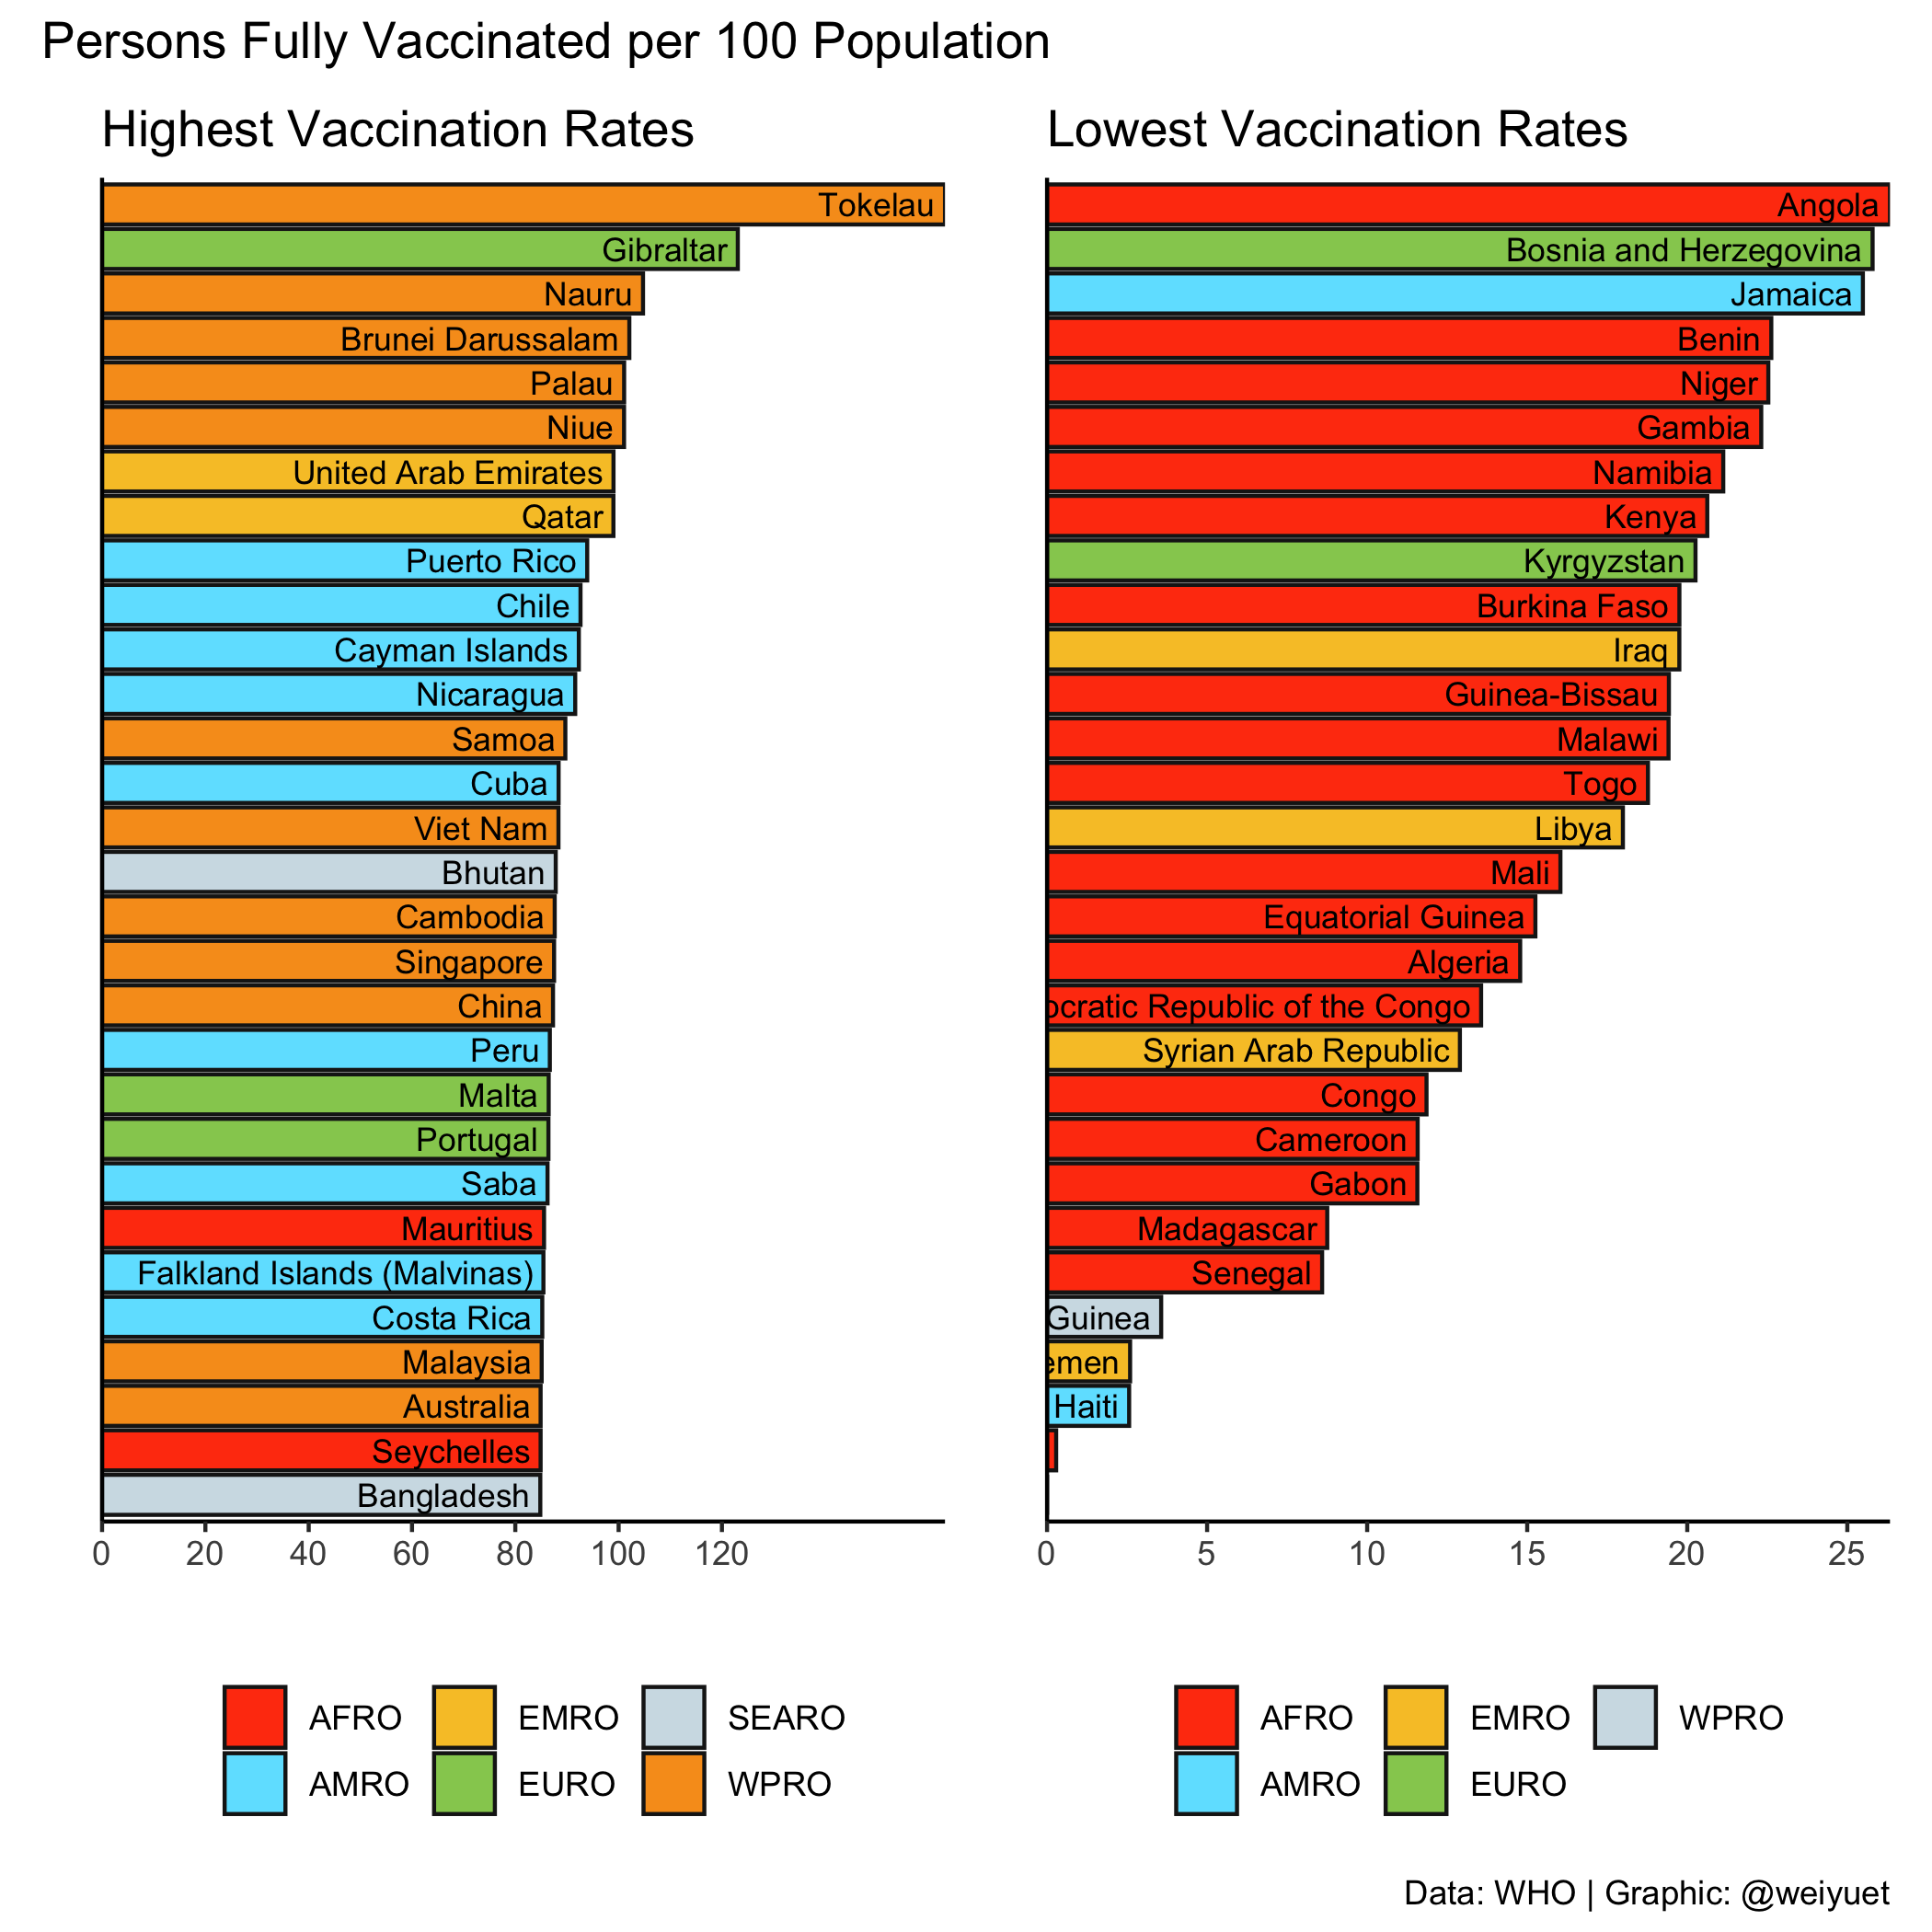 Persons Fully Vaccinated per 100 Population
Highest Vaccination Rates
Tokelau
Gibraltar
Nauru
Brunei Darussalam
Palau
Niue
United Arab Emirates
Qatar
Puerto Rico
Chile
Cayman Islands
Nicaragua
Samoa
Cuba
Viet Nam
Bhutan
Cambodia
Singapore
China
Peru
Malta
Portugal
Saba
Mauritius
Falkland Islands (Malvinas)
Costa Rica
Malaysia
Australia
Seychelles
Bangladesh
0 20 40 60 80 100 120
AFRO EMRO SEARO
AMRO EURO WPRO
Lowest Vaccination Rates
Angola
Bosnia and Herzegovina
Jamaica
Benin
Niger
Gambia
Namibia
Kenya
Kyrgyzstan
Burkina Faso
Iraq
Guinea-Bissau
Malawi
Togo
Libya
Mali
Equatorial Guinea
Algeria
ocratic Republic of the Congo
Syrian Arab Republic
Congo
Cameroon
Gabon
Madagascar
Senegal
Guinea
emen
Haiti
0 5 10 15 20 25
AFRO EMRO WPRO
AMRO EURO
Data: WHO | Graphic: @weiyuet